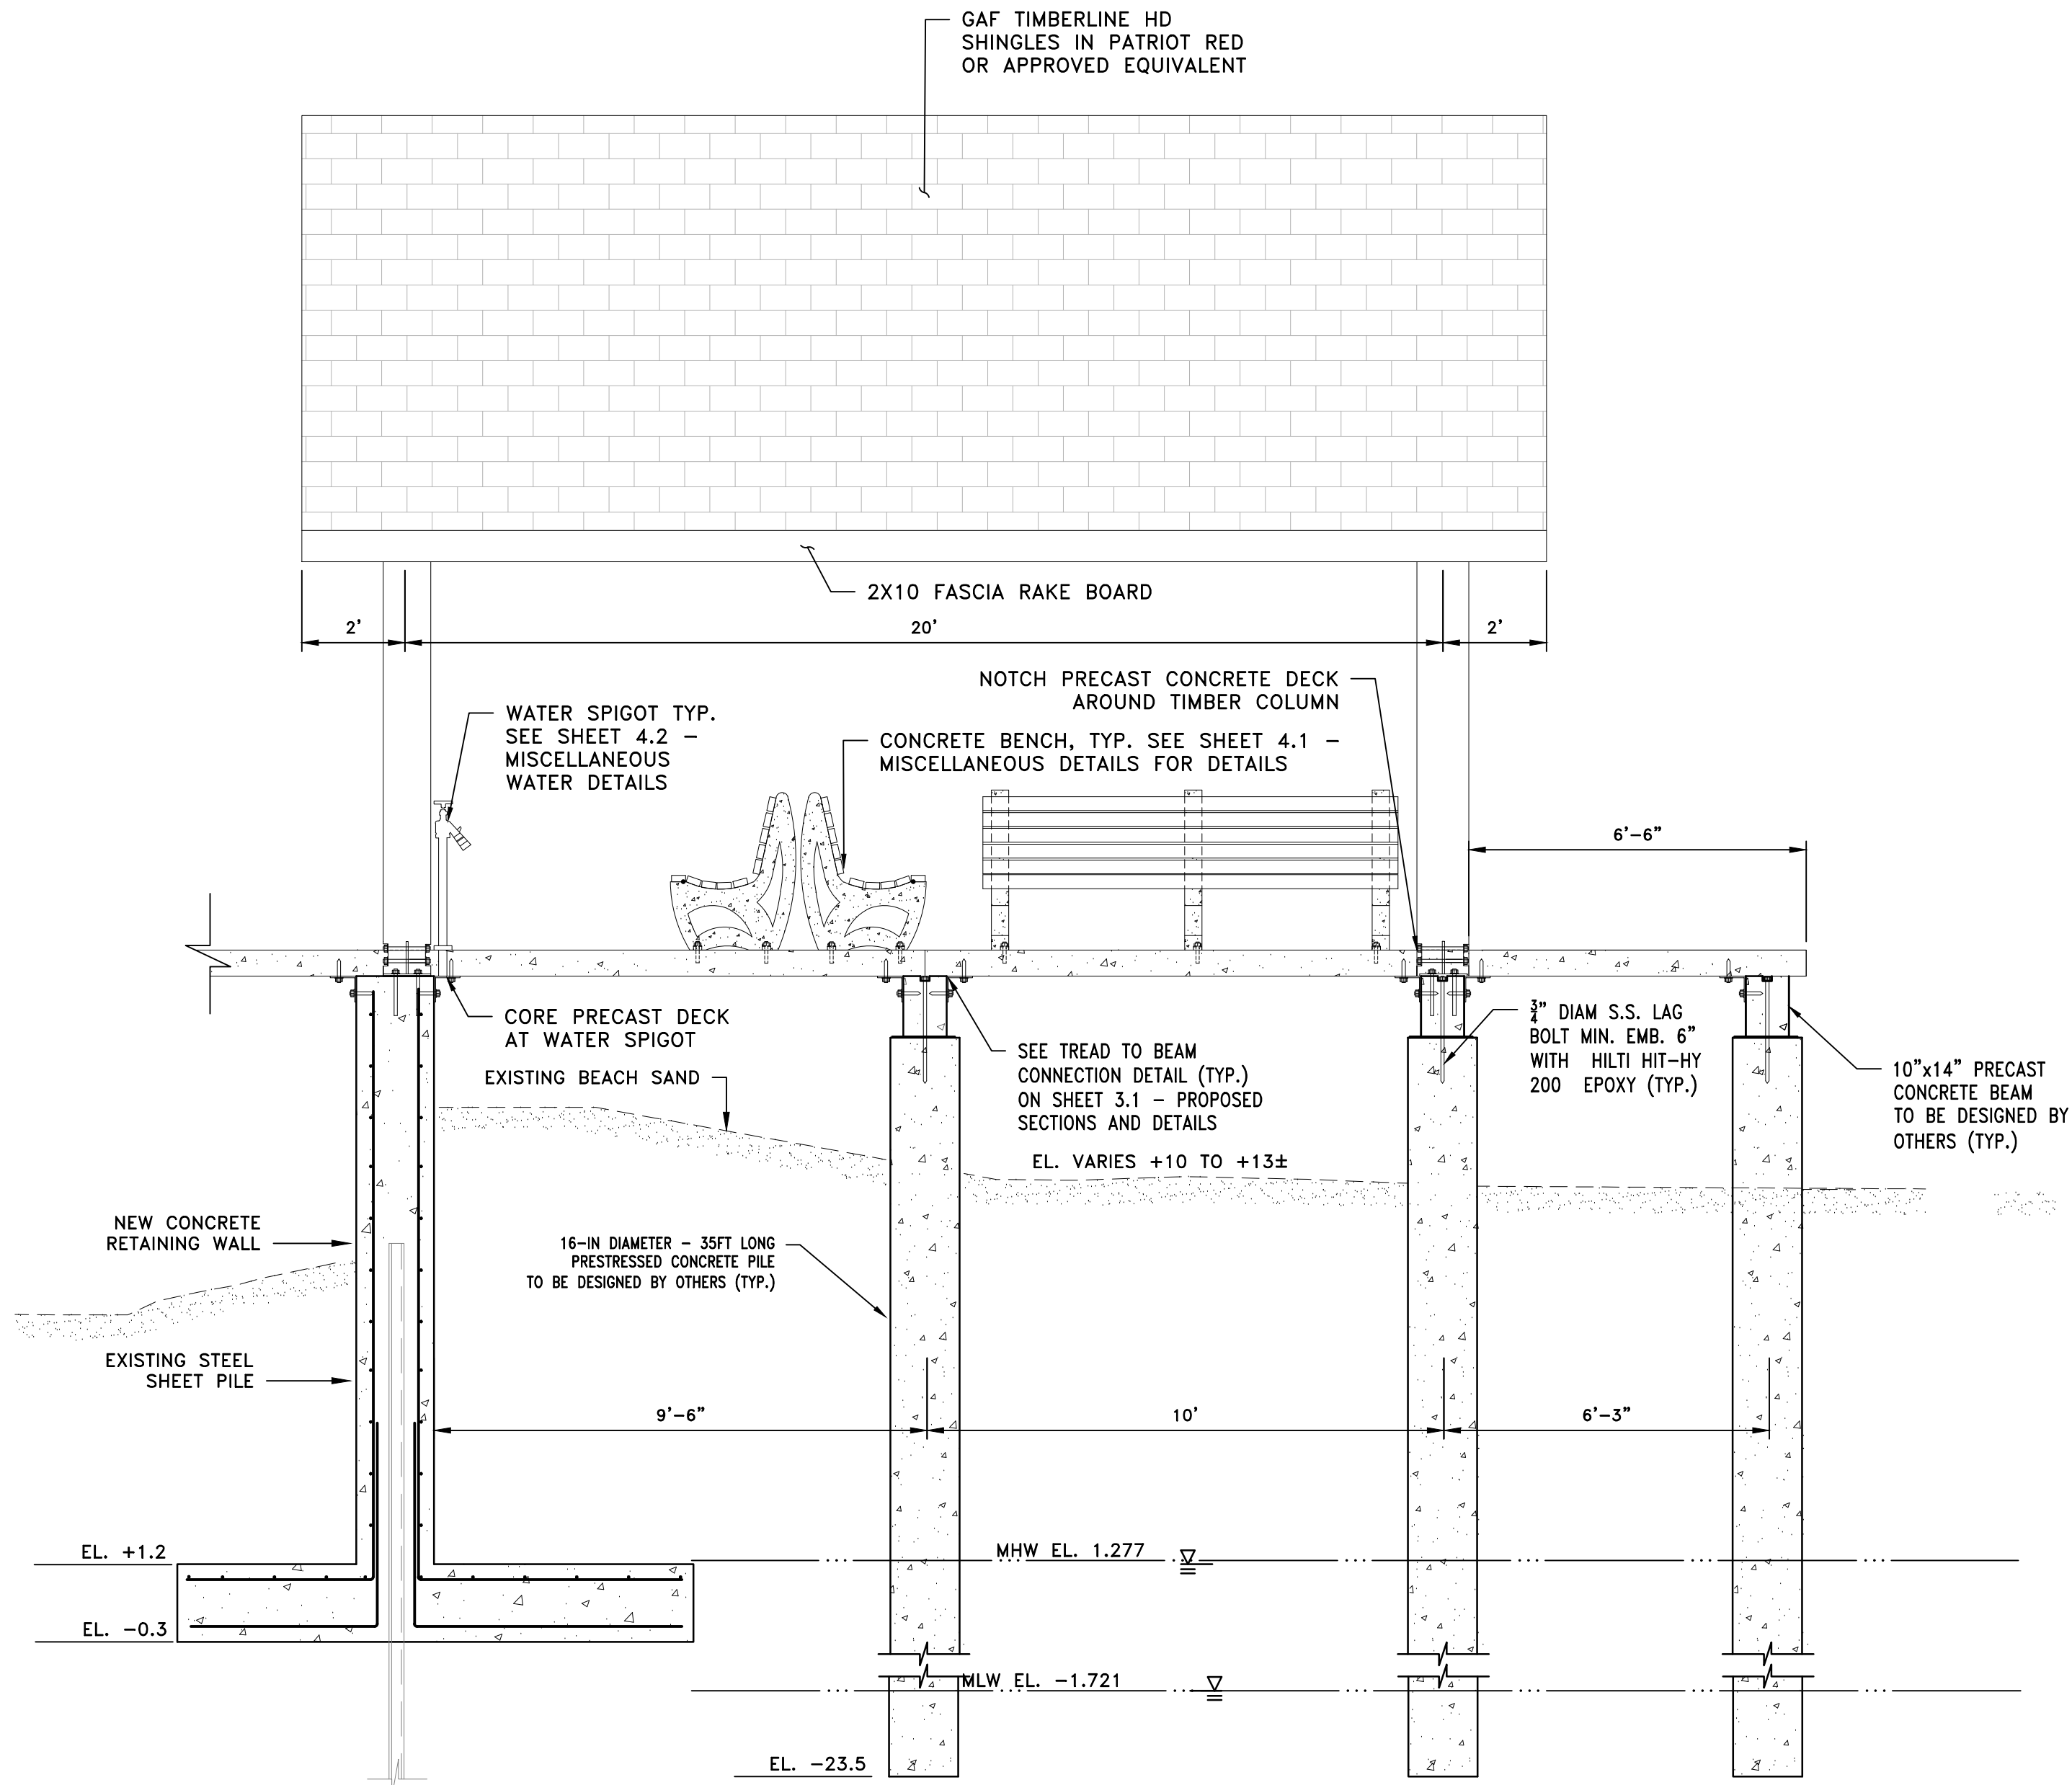 GAF TIMBERLINE HD
SHINGLES IN PATRIOT RED
OR APPROVED EQUIVALENT
2X10 FASCIA RAKE BOARD
2'
20'
2'
NOTCH PRECAST CONCRETE DECK
AROUND TIMBER COLUMN
WATER SPIGOT TYP.
SEE SHEET 4.2 –
MISCELLANEOUS
WATER DETAILS
CONCRETE BENCH, TYP. SEE SHEET 4.1 –
MISCELLANEOUS DETAILS FOR DETAILS
6'–6"
CORE PRECAST DECK
AT WATER SPIGOT
EXISTING BEACH SAND
SEE TREAD TO BEAM
CONNECTION DETAIL (TYP.)
ON SHEET 3.1 – PROPOSED
SECTIONS AND DETAILS
¾" DIAM S.S. LAG
BOLT MIN. EMB. 6"
WITH HILTI HIT–HY
200 EPOXY (TYP.)
10"x14" PRECAST
CONCRETE BEAM
TO BE DESIGNED BY
OTHERS (TYP.)
EL. VARIES +10 TO +13±
NEW CONCRETE
RETAINING WALL
16–IN DIAMETER – 35FT LONG
PRESTRESSED CONCRETE PILE
TO BE DESIGNED BY OTHERS (TYP.)
EXISTING STEEL
SHEET PILE
9'–6"
10'
6'–3"
EL. +1.2
MHW EL. 1.277
EL. –0.3
MLW EL. –1.721
EL. –23.5